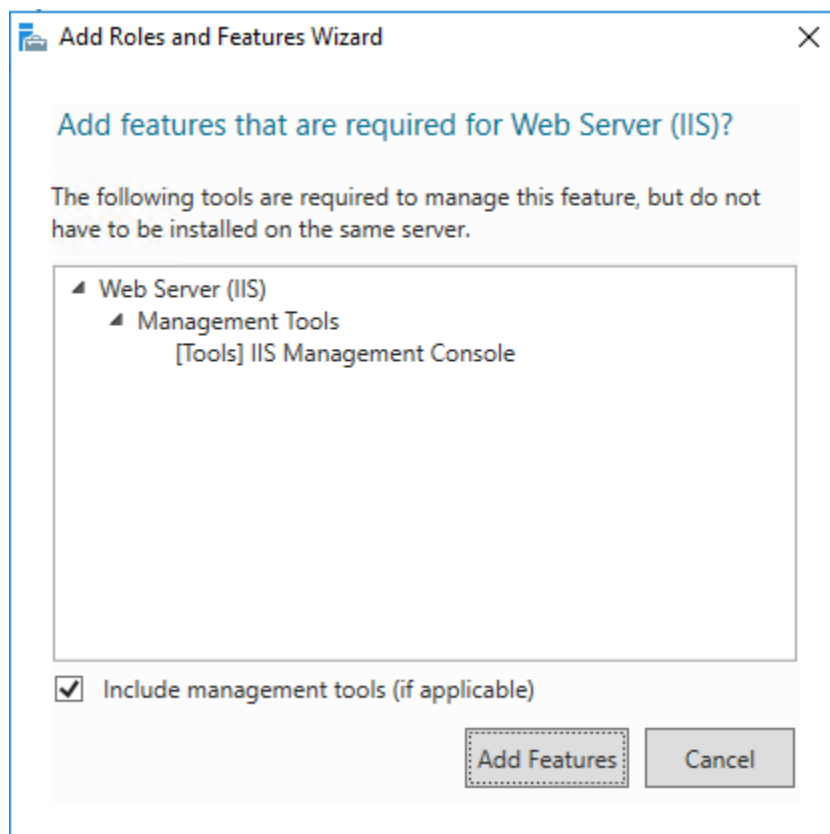 Add Roles and Features Wizard
Add features that are required for Web Server (IIS)?
The following tools are required to manage this feature, but do not
have to be installed on the same server.
Web Server (IIS)
Management Tools
[Tools] IIS Management Console
Include management tools (if applicable)
Add Features
Cancel